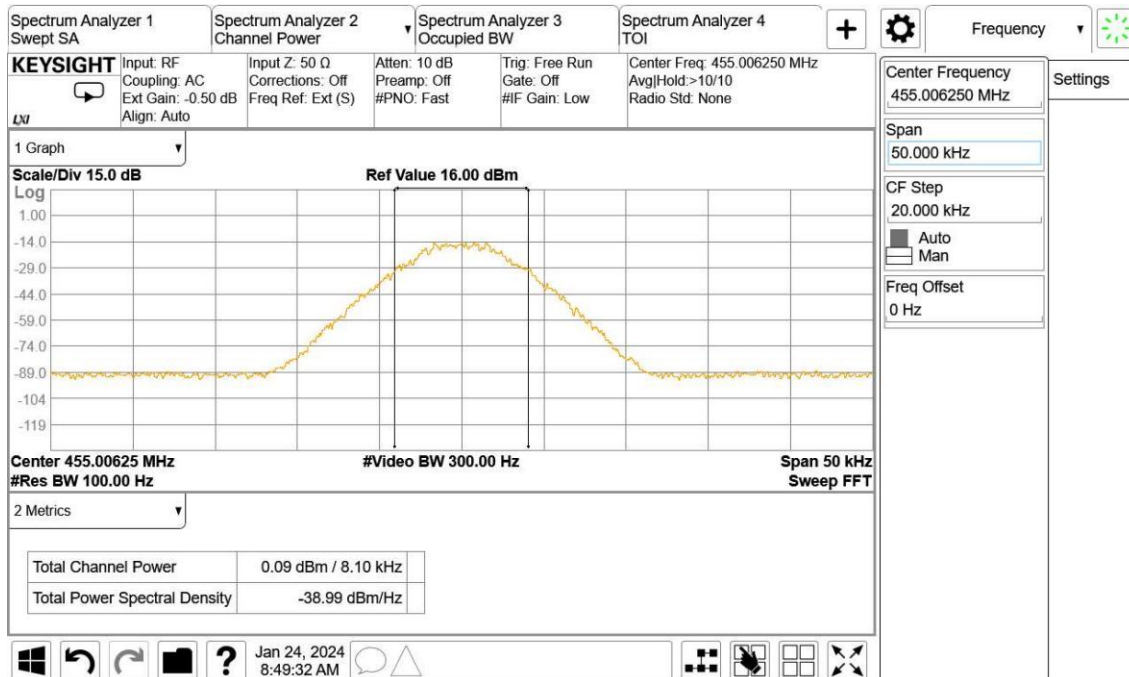 Spectrum Analyzer 1
Swept SA
Spectrum Analyzer 2
Channel Power
Spectrum Analyzer 3
Occupied BW
Spectrum Analyzer 4
TOI
+
Frequency
KEYSIGHT
LXI
Input: RF
Coupling: AC
Ext Gain: -0.50 dB
Align: Auto
Input Z: 50 Ω
Corrections: Off
Freq Ref: Ext (S)
Atten: 10 dB
Preamp: Off
#PNO: Fast
Trig: Free Run
Gate: Off
#IF Gain: Low
Center Freq: 455.006250 MHz
Avg|Hold:>10/10
Radio Std: None
Center Frequency
455.006250 MHz
Settings
Span
50.000 kHz
CF Step
20.000 kHz
Auto
Man
Freq Offset
0 Hz
1 Graph
Scale/Div 15.0 dB
Ref Value 16.00 dBm
Log
1.00
-14.0
-29.0
-44.0
-59.0
-74.0
-89.0
-104
-119
Center 455.00625 MHz
#Video BW 300.00 Hz
Span 50 kHz
#Res BW 100.00 Hz
Sweep FFT
2 Metrics
Total Channel Power 0.09 dBm / 8.10 kHz
Total Power Spectral Density -38.99 dBm/Hz
?
Jan 24, 2024
8:49:32 AM